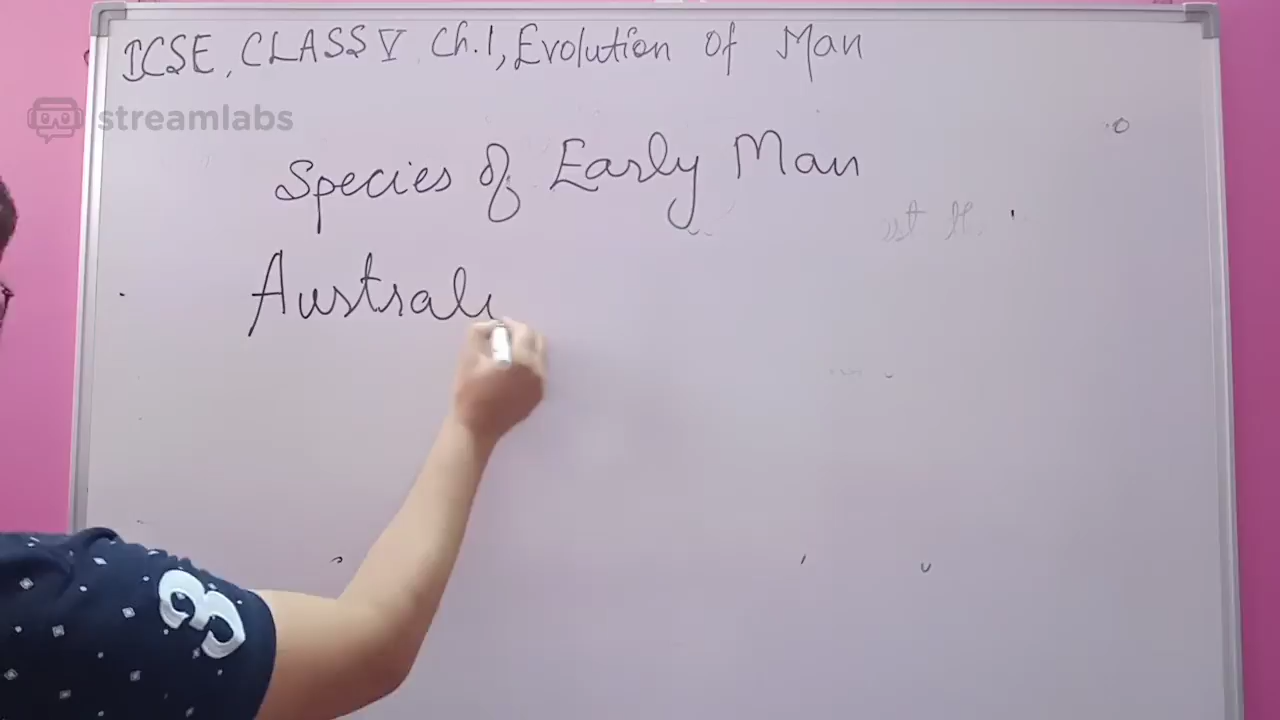 ICSE, CLASS V Ch.1, Evolution of Man
streamlabs
Species of Early Man
Australi